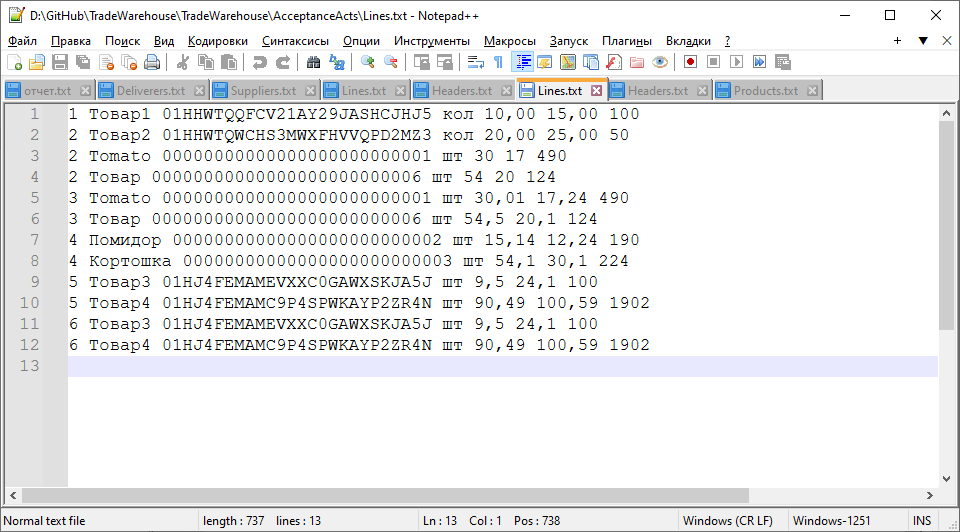 D:\GitHub\TradeWarehouse\TradeWarehouse\AcceptanceActs\Lines.txt - Notepad++
Файл Правка Поиск Вид Кодировки Синтаксисы Опции Инструменты Макросы Запуск Плагины Вкладки ? + ▼ ✕
отчет.txt Deliverers.txt Suppliers.txt Lines.txt Headers.txt Lines.txt Headers.txt Products.txt
1 1 Товар1 01HHWTQQFCV21AY29JASHCJHJ5 кол 10,00 15,00 100
2 2 Товар2 01HHWTQWCHS3MWXFHVVQPD2MZ3 кол 20,00 25,00 50
3 2 Tomato 00000000000000000000000001 шт 30 17 490
4 2 Товар 00000000000000000000000006 шт 54 20 124
5 3 Tomato 00000000000000000000000001 шт 30,01 17,24 490
6 3 Товар 00000000000000000000000006 шт 54,5 20,1 124
7 4 Помидор 00000000000000000000000002 шт 15,14 12,24 190
8 4 Кортошка 00000000000000000000000003 шт 54,1 30,1 224
9 5 Товар3 01HJ4FEMAMEVXXC0GAWXSKJA5J шт 9,5 24,1 100
10 5 Товар4 01HJ4FEMAMC9P4SPWKAYP2ZR4N шт 90,49 100,59 1902
11 6 Товар3 01HJ4FEMAMEVXXC0GAWXSKJA5J шт 9,5 24,1 100
12 6 Товар4 01HJ4FEMAMC9P4SPWKAYP2ZR4N шт 90,49 100,59 1902
13
Normal text file length : 737 lines : 13 Ln : 13 Col : 1 Pos : 738 Windows (CR LF) Windows-1251 INS